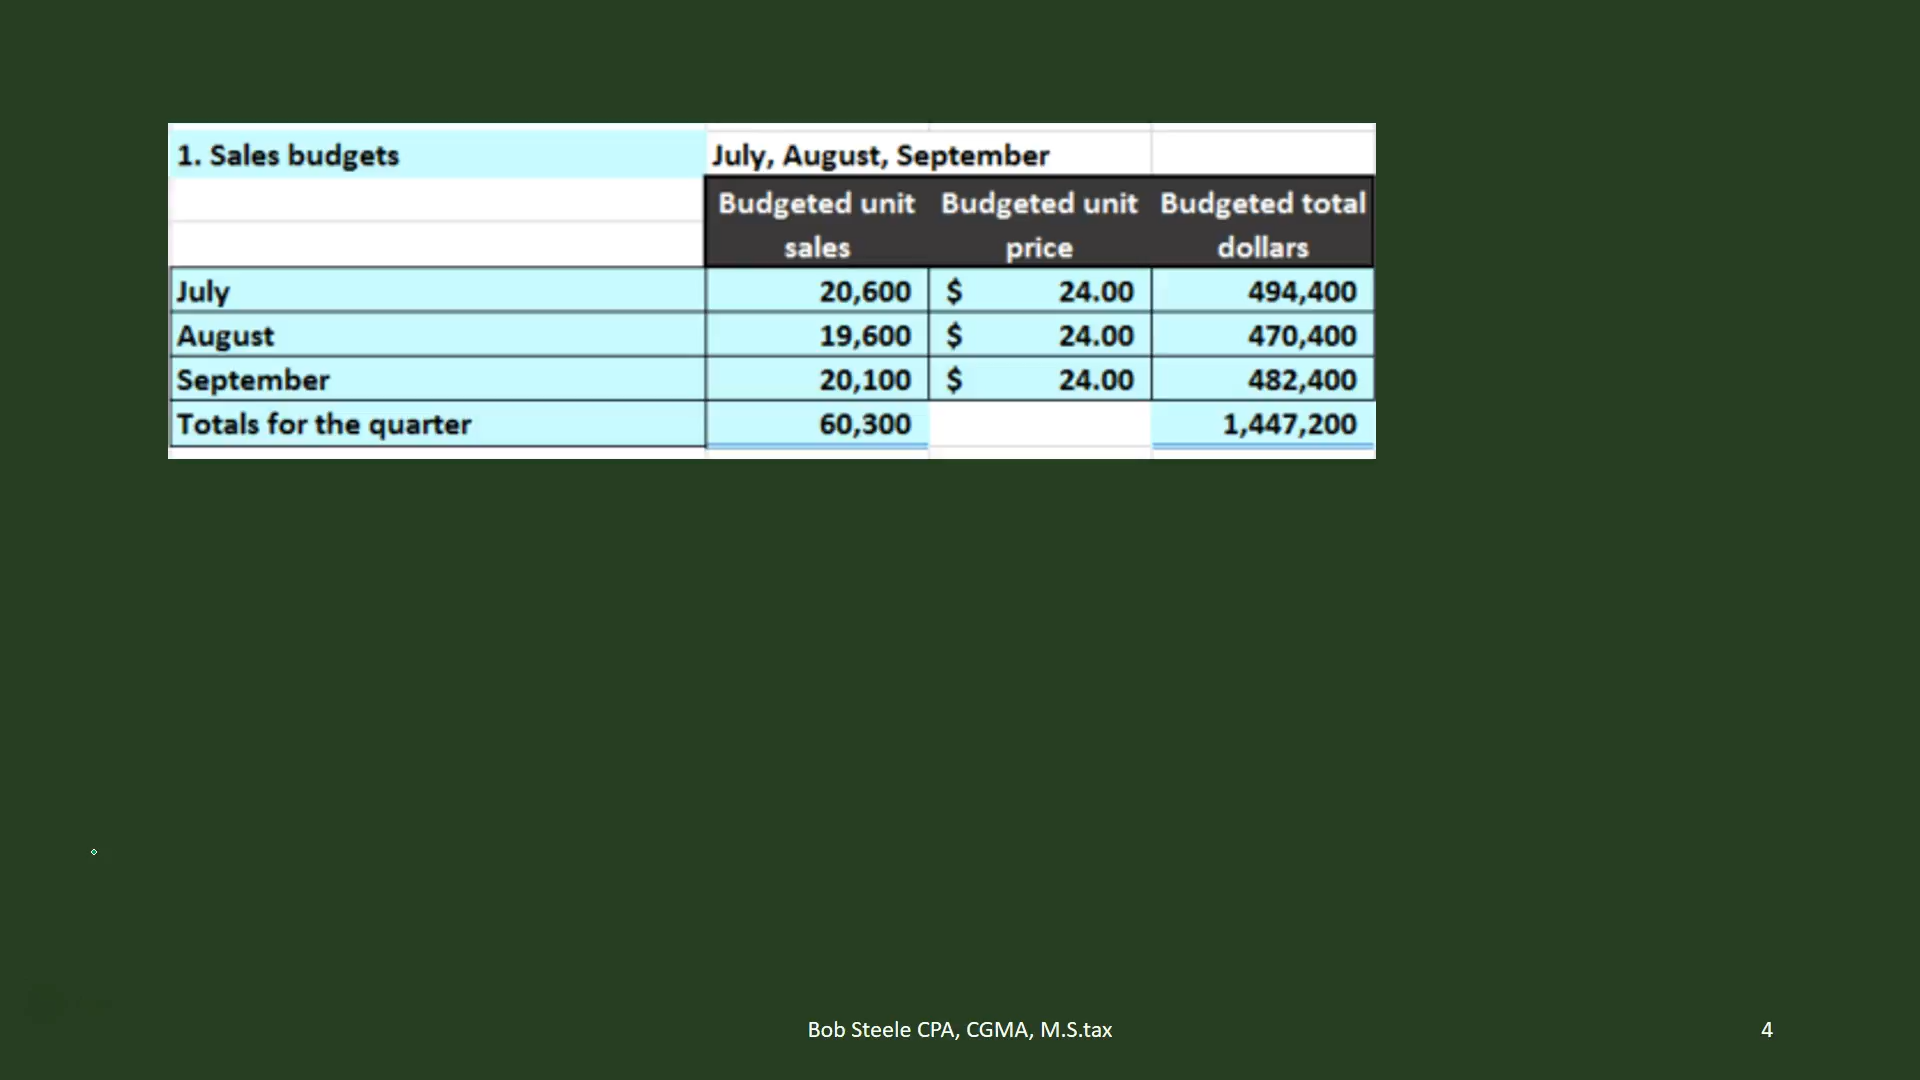 1. Sales budgets July, August, September
Budgeted unit sales Budgeted unit price Budgeted total dollars
July 20,600 $ 24.00 494,400
August 19,600 $ 24.00 470,400
September 20,100 $ 24.00 482,400
Totals for the quarter 60,300 1,447,200
Bob Steele CPA, CGMA, M.S.tax 4